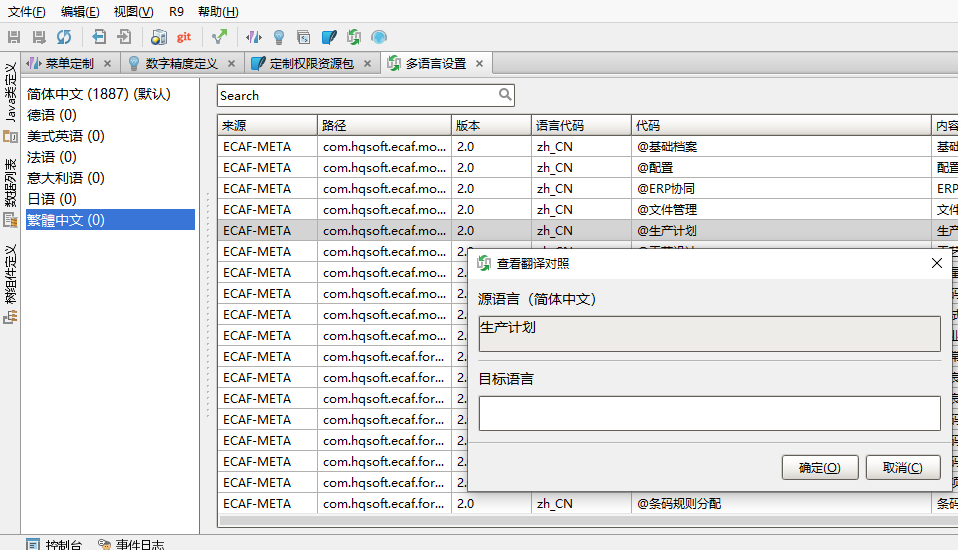 文件(F) 编辑(E) 视图(V) R9 帮助(H)
git
菜单定制 数字精度定义 定制权限资源包 多语言设置
Java类定义
数据列表
树组件定义
简体中文 (1887) (默认)
德语 (0)
美式英语 (0)
法语 (0)
意大利语 (0)
日语 (0)
繁體中文 (0)
Search
来源 路径 版本 语言代码 代码 内容
ECAF-META com.hqsoft.ecaf.mo... 2.0 zh_CN @基础档案 基础
ECAF-META com.hqsoft.ecaf.mo... 2.0 zh_CN @配置 配置
ECAF-META com.hqsoft.ecaf.mo... 2.0 zh_CN @ERP协同 ERP
ECAF-META com.hqsoft.ecaf.mo... 2.0 zh_CN @文件管理 文件
ECAF-META com.hqsoft.ecaf.mo... 2.0 zh_CN @生产计划 生产
ECAF-META com.hqsoft.ecaf.mo... 2.
ECAF-META com.hqsoft.ecaf.mo... 2.
ECAF-META com.hqsoft.ecaf.mo... 2.
ECAF-META com.hqsoft.ecaf.mo... 2.
ECAF-META com.hqsoft.ecaf.mo... 2.
ECAF-META com.hqsoft.ecaf.for... 2.
ECAF-META com.hqsoft.ecaf.for... 2.
ECAF-META com.hqsoft.ecaf.for... 2.
ECAF-META com.hqsoft.ecaf.for... 2.
ECAF-META com.hqsoft.ecaf.for... 2.
ECAF-META com.hqsoft.ecaf.for... 2.
ECAF-META com.hqsoft.ecaf.for... 2.
ECAF-META com.hqsoft.ecaf.for... 2.0 zh_CN @条码规则分配 条码
查看翻译对照
源语言（简体中文）
生产计划
目标语言
确定(O) 取消(C)
控制台 事件日志